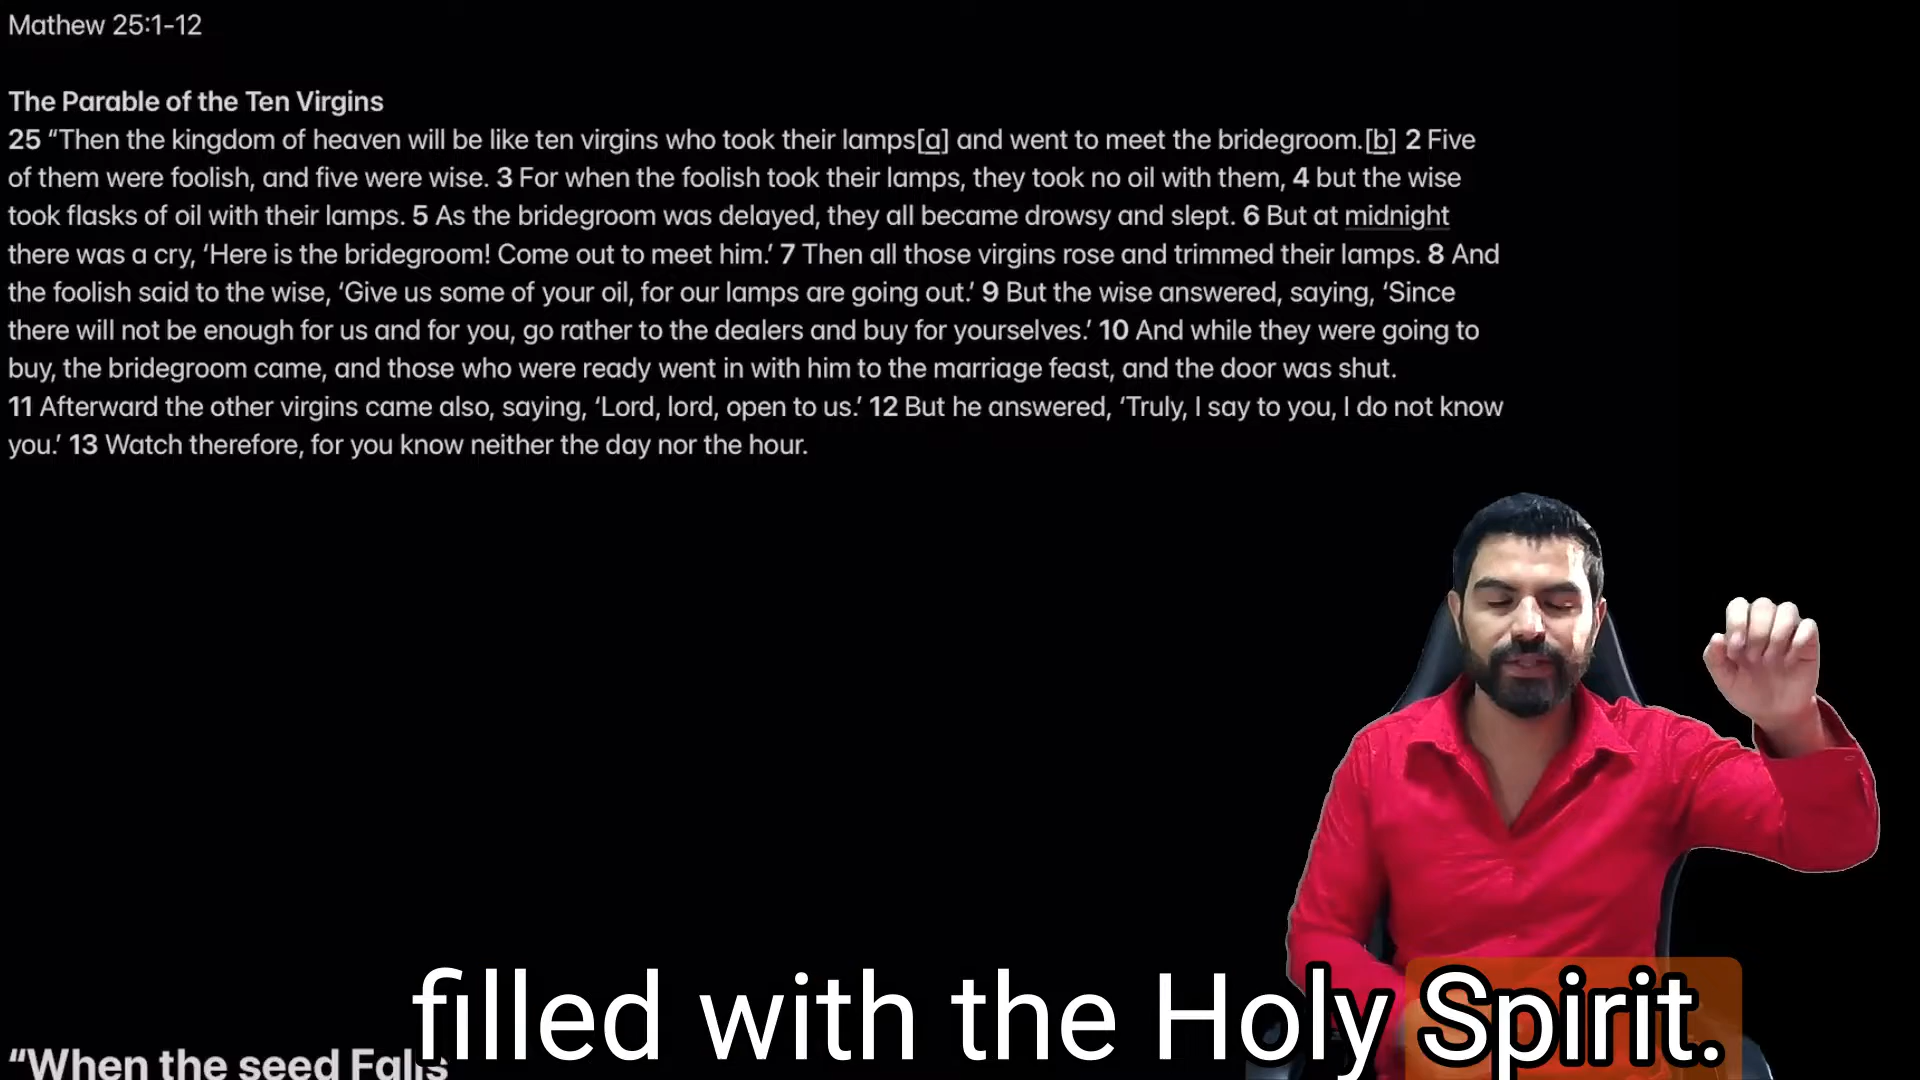 Mathew 25:1-12
The Parable of the Ten Virgins
25 “Then the kingdom of heaven will be like ten virgins who took their lamps[a] and went to meet the bridegroom.[b] 2 Five
of them were foolish, and five were wise. 3 For when the foolish took their lamps, they took no oil with them, 4 but the wise
took flasks of oil with their lamps. 5 As the bridegroom was delayed, they all became drowsy and slept. 6 But at midnight
there was a cry, ‘Here is the bridegroom! Come out to meet him.’ 7 Then all those virgins rose and trimmed their lamps. 8 And
the foolish said to the wise, ‘Give us some of your oil, for our lamps are going out.’ 9 But the wise answered, saying, ‘Since
there will not be enough for us and for you, go rather to the dealers and buy for yourselves.’ 10 And while they were going to
buy, the bridegroom came, and those who were ready went in with him to the marriage feast, and the door was shut.
11 Afterward the other virgins came also, saying, ‘Lord, lord, open to us.’ 12 But he answered, ‘Truly, I say to you, I do not know
you.’ 13 Watch therefore, for you know neither the day nor the hour.
filled with the Holy Spirit.
“When the seed Falls